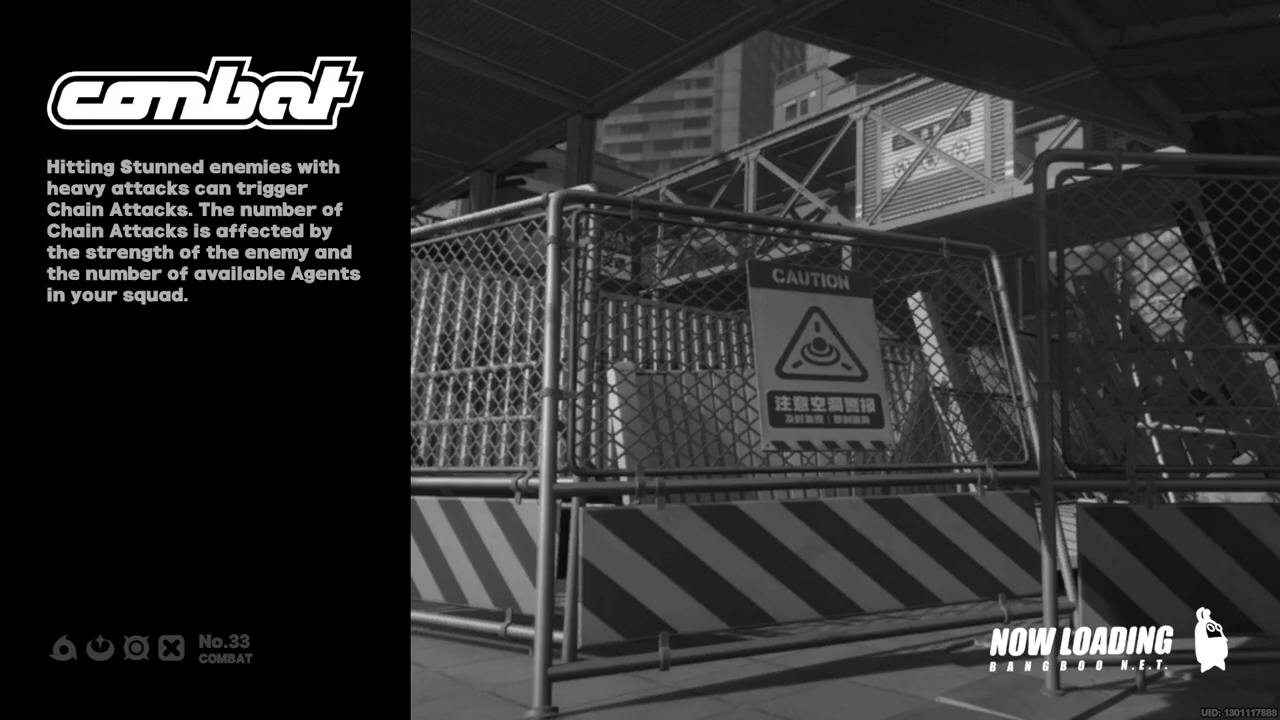 combat
Hitting Stunned enemies with
heavy attacks can trigger
Chain Attacks. The number of
Chain Attacks is affected by
the strength of the enemy and
the number of available Agents
in your squad.
CAUTION
注意空洞警报
No.33
COMBAT
NOW LOADING
BANGBOO N.E.T.
UID: 1301117888